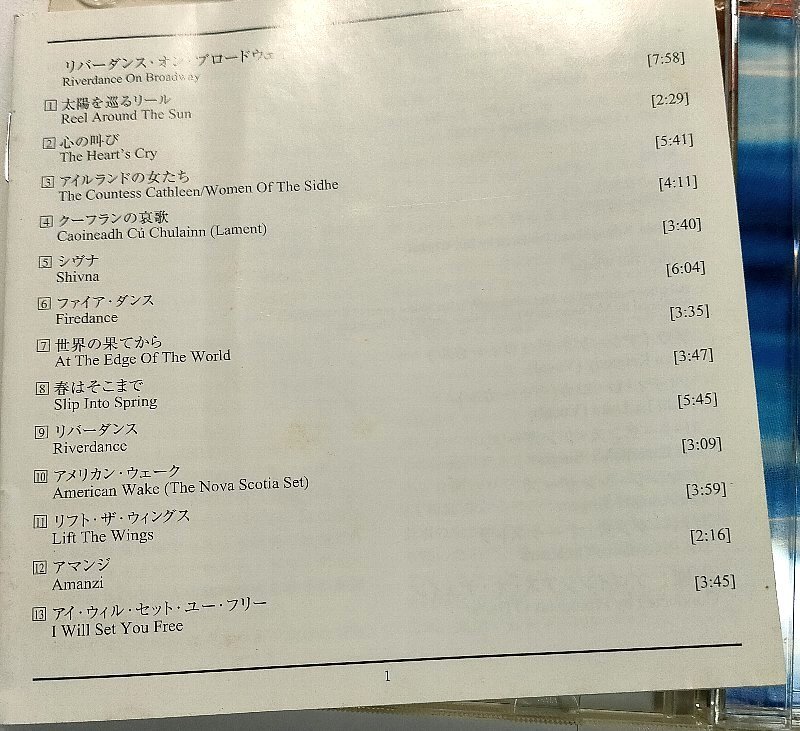 リバーダンス・オン・ブロードウェ
Riverdance On Broadway
1 太陽を巡るリール [7:58]
Reel Around The Sun
2 心の叫び [2:29]
The Heart's Cry
3 アイルランドの女たち [5:41]
The Countess Cathleen/Women Of The Sidhe
4 クーフランの哀歌 [4:11]
Caoineadh Cú Chulainn (Lament)
5 シヴナ [3:40]
Shivna
6 ファイア・ダンス [6:04]
Firedance
7 世界の果てから [3:35]
At The Edge Of The World
8 春はそこまで [3:47]
Slip Into Spring
9 リバーダンス [5:45]
Riverdance
10 アメリカン・ウェーク [3:09]
American Wake (The Nova Scotia Set)
11 リフト・ザ・ウィングス [3:59]
Lift The Wings
12 アマンジ [2:16]
Amanzi
13 アイ・ウィル・セット・ユー・フリー [3:45]
I Will Set You Free
1